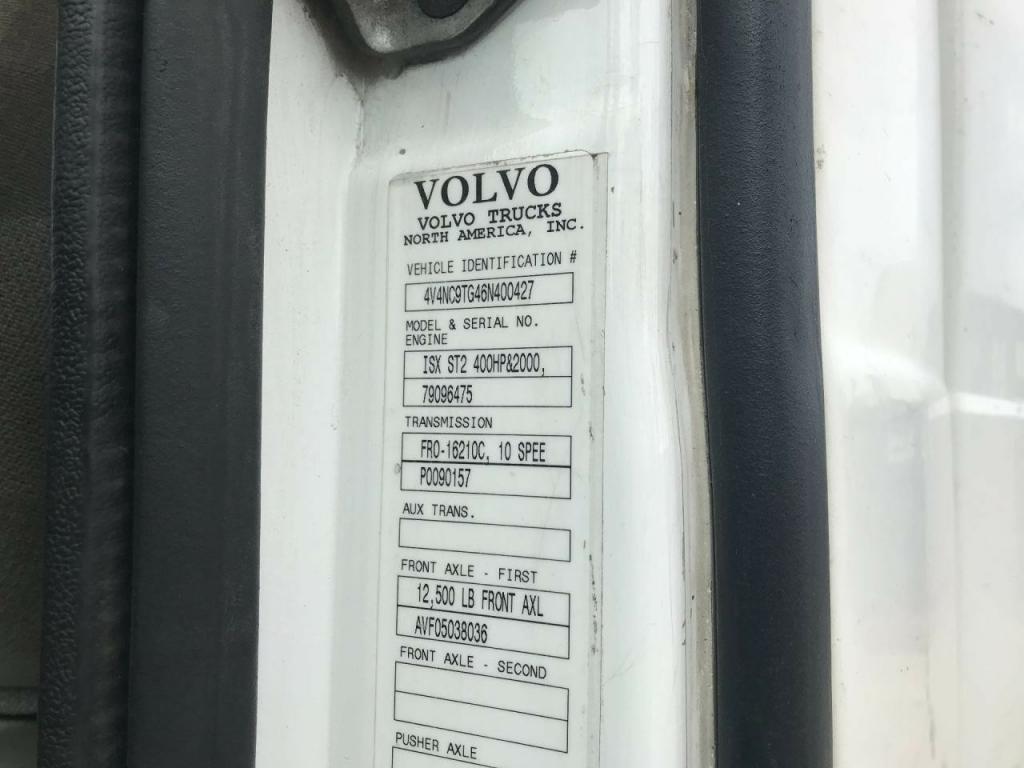 VOLVO
VOLVO TRUCKS
NORTH AMERICA, INC.
VEHICLE IDENTIFICATION #
4V4NC9TG46N400427
MODEL & SERIAL NO.
ENGINE
ISX ST2 400HP&2000,
79096475
TRANSMISSION
FRO-16210C, 10 SPEE
P0090157
AUX TRANS.
FRONT AXLE - FIRST
12,500 LB FRONT AXL
AVF05038036
FRONT AXLE - SECOND
PUSHER AXLE